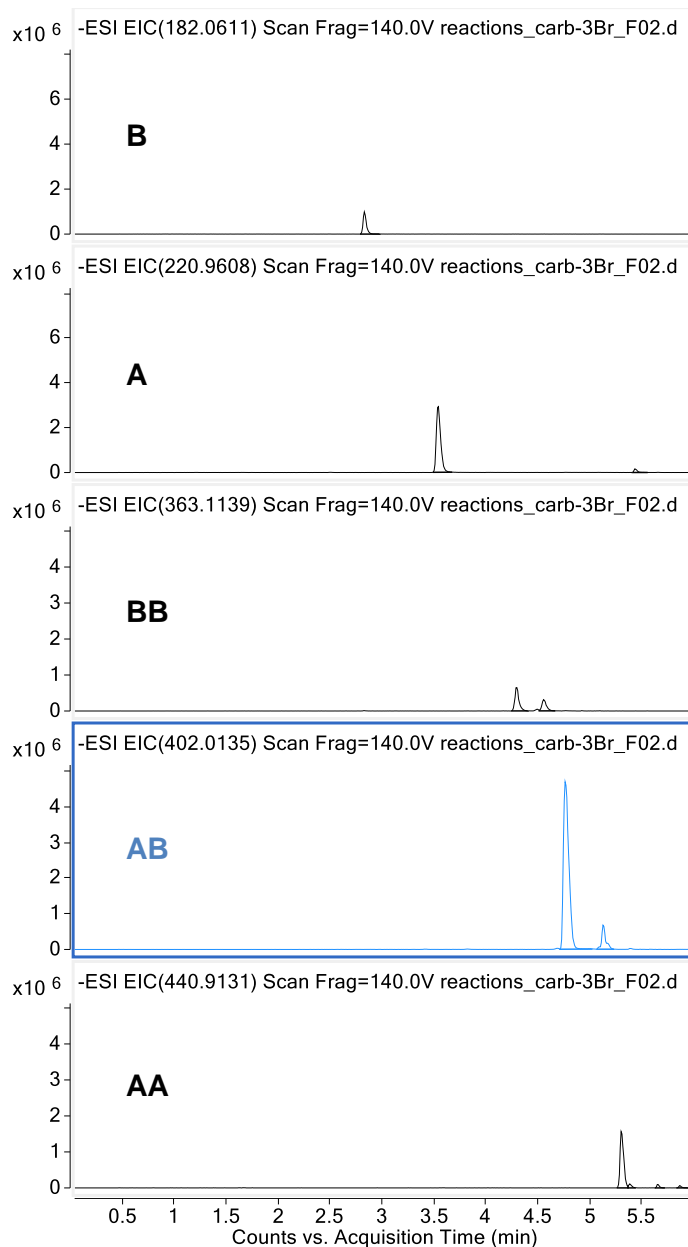 x10 6 -ESI EIC(182.0611) Scan Frag=140.0V reactions_carb-3Br_F02.d
6
B
4
2
0
x10 6 -ESI EIC(220.9608) Scan Frag=140.0V reactions_carb-3Br_F02.d
6
A
4
2
0
x10 6 -ESI EIC(363.1139) Scan Frag=140.0V reactions_carb-3Br_F02.d
4
3
BB
2
1
0
x10 6 -ESI EIC(402.0135) Scan Frag=140.0V reactions_carb-3Br_F02.d
4
3
AB
2
1
0
x10 6 -ESI EIC(440.9131) Scan Frag=140.0V reactions_carb-3Br_F02.d
4
3
AA
2
1
0
0.5 1 1.5 2 2.5 3 3.5 4 4.5 5 5.5
Counts vs. Acquisition Time (min)